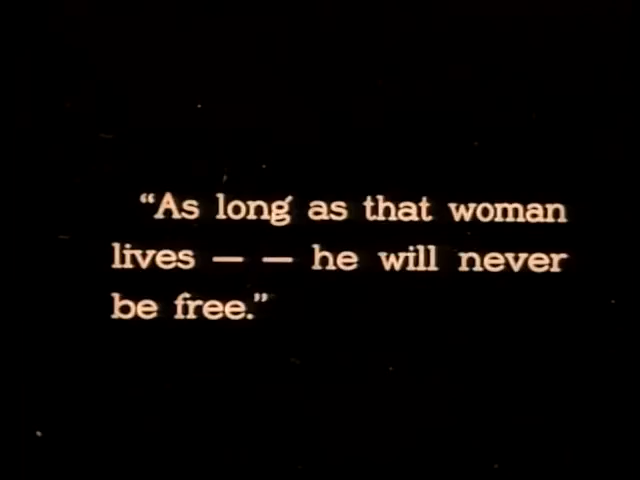 “As long as that woman
lives — — he will never
be free.”